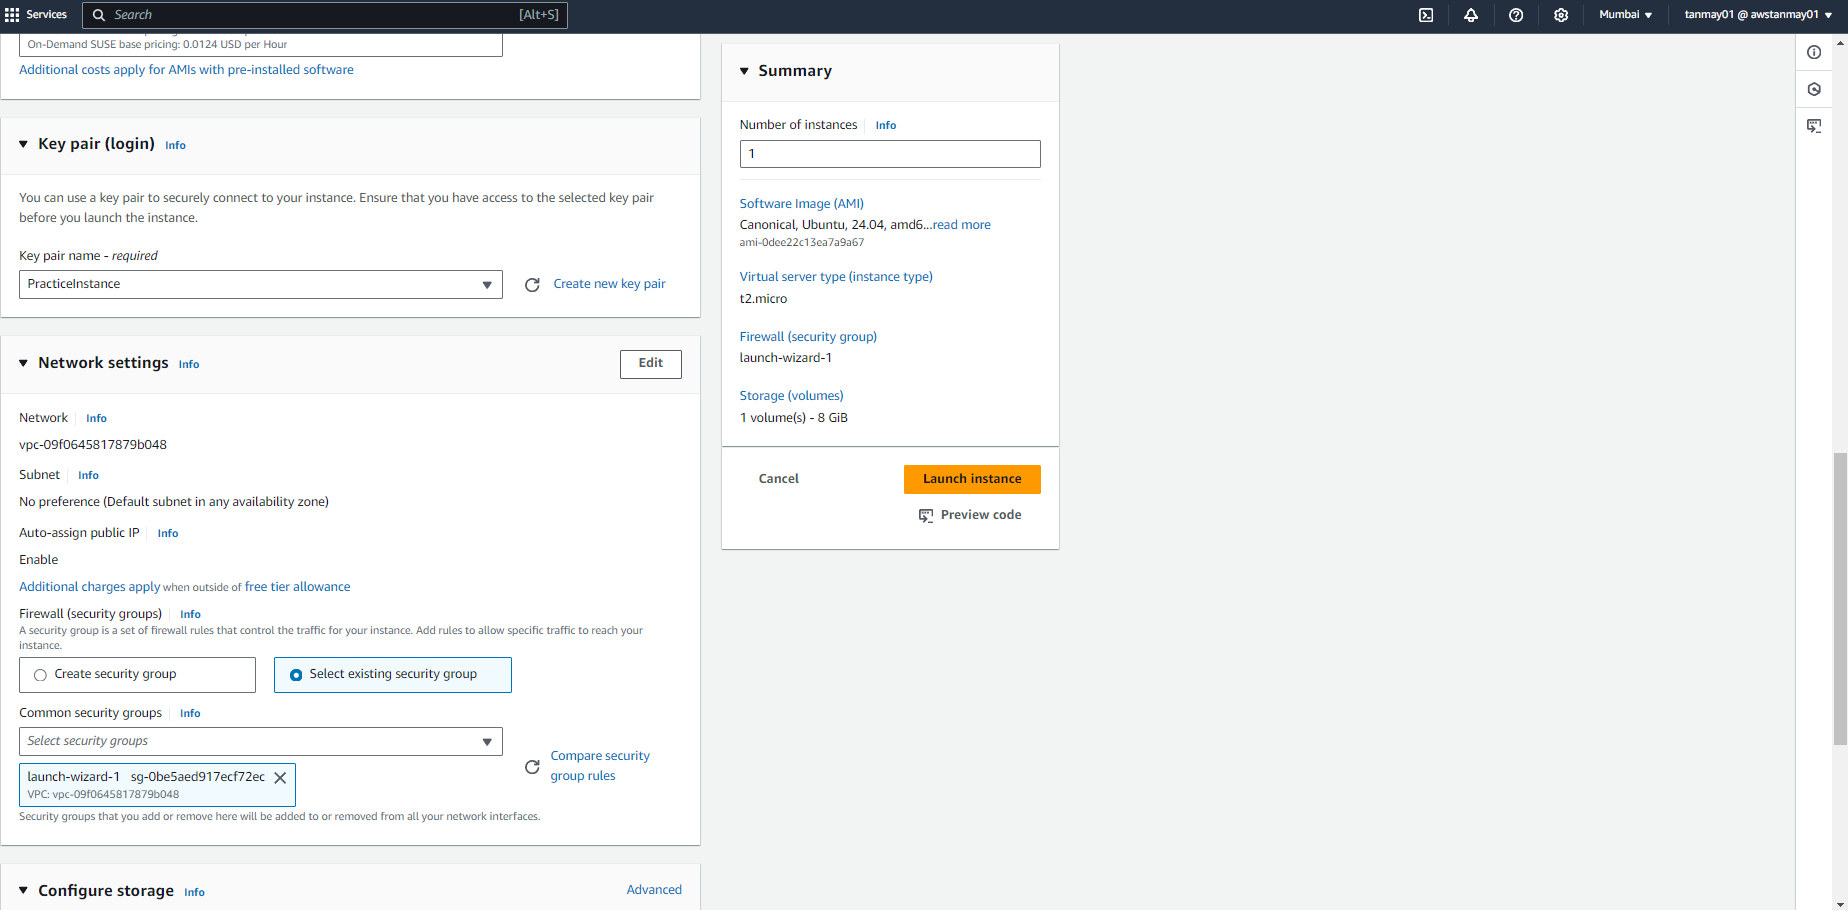 Services
Search
[Alt+S]
Mumbai
tanmay01 @ awstanmay01
On-Demand SUSE base pricing: 0.0124 USD per Hour
Additional costs apply for AMIs with pre-installed software
Key pair (login) Info
You can use a key pair to securely connect to your instance. Ensure that you have access to the selected key pair
before you launch the instance.
Key pair name - required
PracticeInstance
Create new key pair
Network settings Info
Edit
Network Info
vpc-09f0645817879b048
Subnet Info
No preference (Default subnet in any availability zone)
Auto-assign public IP Info
Enable
Additional charges apply when outside of free tier allowance
Firewall (security groups) Info
A security group is a set of firewall rules that control the traffic for your instance. Add rules to allow specific traffic to reach your
instance.
Create security group
Select existing security group
Common security groups Info
Select security groups
launch-wizard-1 sg-0be5aed917ecf72ec
VPC: vpc-09f0645817879b048
Compare security
group rules
Security groups that you add or remove here will be added to or removed from all your network interfaces.
Configure storage Info
Advanced
Summary
Number of instances Info
1
Software Image (AMI)
Canonical, Ubuntu, 24.04, amd6...read more
ami-0dee22c13ea7a9a67
Virtual server type (instance type)
t2.micro
Firewall (security group)
launch-wizard-1
Storage (volumes)
1 volume(s) - 8 GiB
Cancel
Launch instance
Preview code